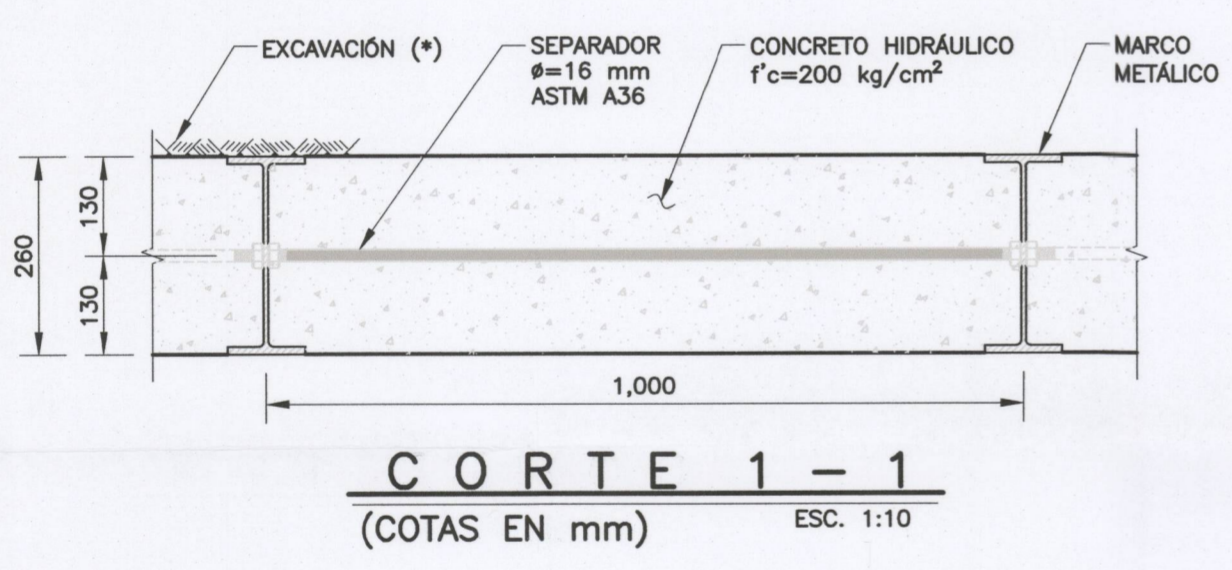 EXCAVACIÓN (*)
SEPARADOR
ø=16 mm
ASTM A36
CONCRETO HIDRÁULICO
f'c=200 kg/cm²
MARCO
METÁLICO
260
130
130
1,000
CORTE 1-1
(COTAS EN mm)
ESC. 1:10